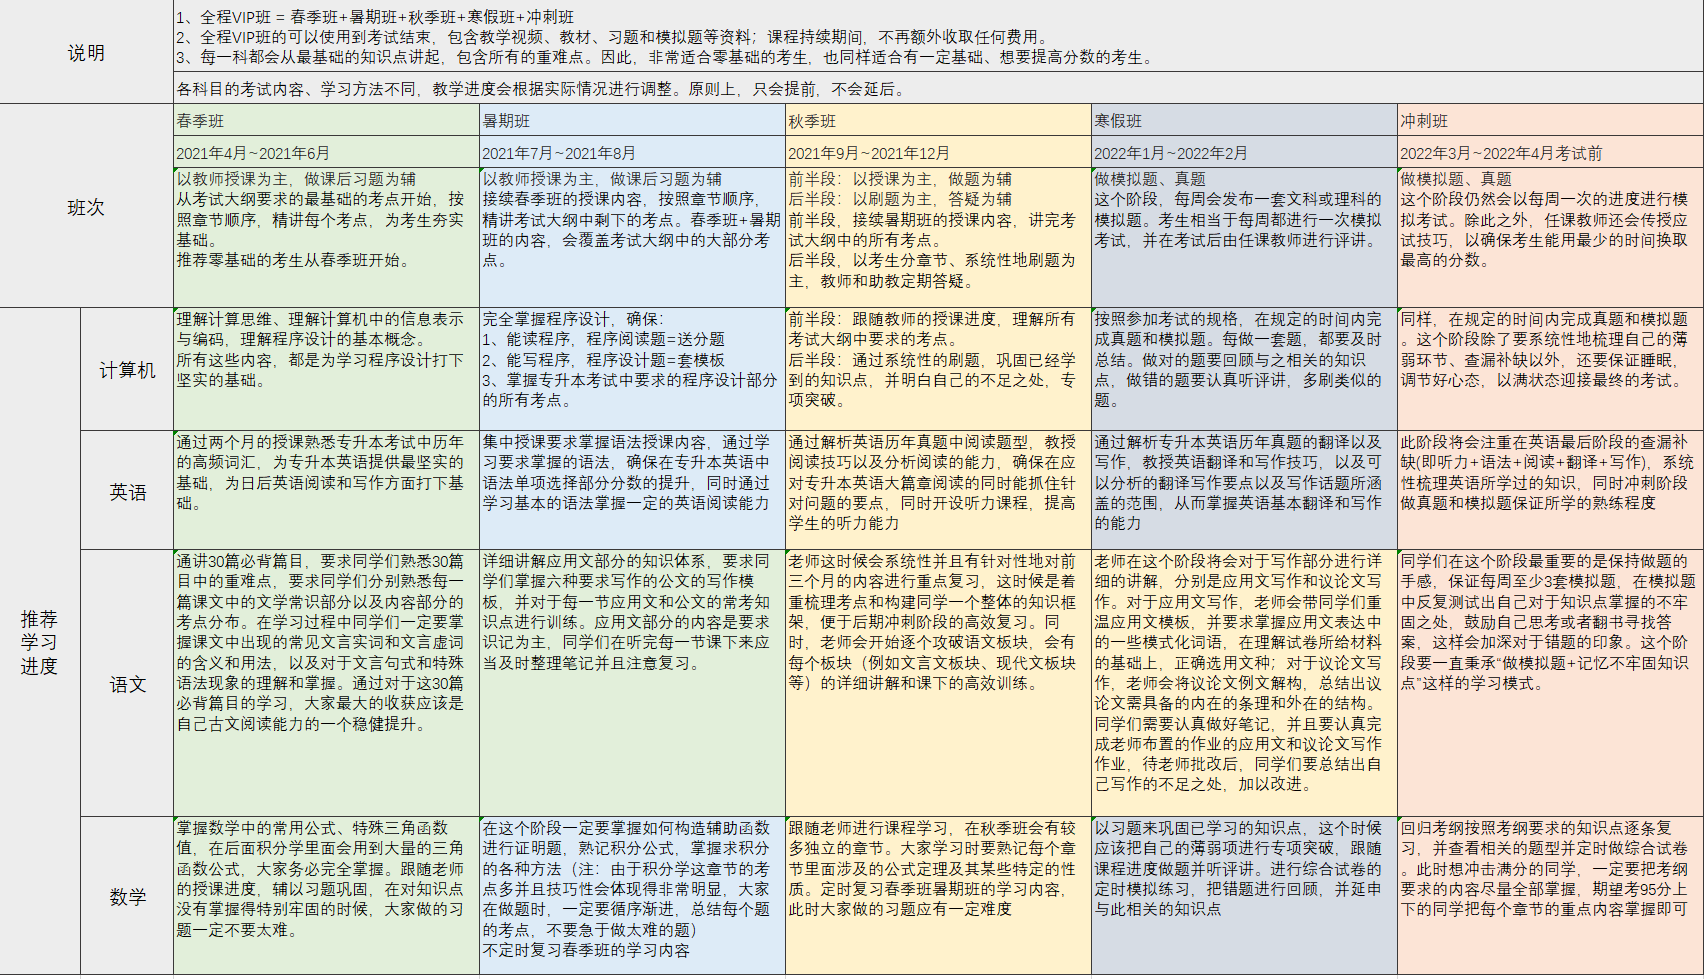 说明
1、全程VIP班 = 春季班+暑期班+秋季班+寒假班+冲刺班
2、全程VIP班的可以使用到考试结束，包含教学视频、教材、习题和模拟题等资料；课程持续期间，不再额外收取任何费用。
3、每一科都会从最基础的知识点讲起，包含所有的重难点。因此，非常适合零基础的考生，也同样适合有一定基础、想要提高分数的考生。
各科目的考试内容、学习方法不同，教学进度会根据实际情况进行调整。原则上，只会提前，不会延后。
班次
春季班
2021年4月~2021年6月
以教师授课为主，做课后习题为辅
从考试大纲要求的最基础的考点开始，按
照章节顺序，精讲每个考点，为考生夯实
基础。
推荐零基础的考生从春季班开始。
暑期班
2021年7月~2021年8月
以教师授课为主，做课后习题为辅
接续春季班的授课内容，按照章节顺序，
精讲考试大纲中剩下的考点。春季班+暑期
班的内容，会覆盖考试大纲中的大部分考
点。
秋季班
2021年9月~2021年12月
前半段：以授课为主，做题为辅
后半段：以刷题为主，答疑为辅
前半段，接续暑期班的授课内容，讲完考
试大纲中的所有考点。
后半段，以考生分章节、系统性地刷题为
主，教师和助教定期答疑。
寒假班
2022年1月~2022年2月
做模拟题、真题
这个阶段，每周会发布一套文科或理科的
模拟题。考生相当于每周都进行一次模拟
考试，并在考试后由任课教师进行评讲。
冲刺班
2022年3月~2022年4月考试前
做模拟题、真题
这个阶段仍然会以每周一次的进度进行模
拟考试。除此之外，任课教师还会传授应
试技巧，以确保考生能用最少的时间换取
最高的分数。
推荐
学习
进度
计算机
理解计算思维、理解计算机中的信息表示
与编码，理解程序设计的基本概念。
所有这些内容，都是为学习程序设计打下
坚实的基础。
完全掌握程序设计，确保：
1、能读程序，程序阅读题=送分题
2、能写程序，程序设计题=套模板
3、掌握专升本考试中要求的程序设计部分
的所有考点。
前半段：跟随教师的授课进度，理解所有
考试大纲中要求的考点。
后半段：通过系统性的刷题，巩固已经学
到的知识点，并明白自己的不足之处，专
项突破。
按照参加考试的规格，在规定的时间内完
成真题和模拟题。每做一套题，都要及时
总结。做对的题要回顾与之相关的知识
点，做错的题要认真听评讲，多刷类似的
题。
同样，在规定的时间内完成真题和模拟题
。这个阶段除了要系统性地梳理自己的薄
弱环节、查漏补缺以外，还要保证睡眠，
调节好心态，以满状态迎接最终的考试。
英语
通过两个月的授课熟悉专升本考试中历年
的高频词汇，为专升本英语提供最坚实的
基础，为日后英语阅读和写作方面打下基
础。
集中授课要求掌握语法授课内容，通过学
习要求掌握的语法，确保在专升本英语中
语法单项选择部分分数的提升，同时通过
学习基本的语法掌握一定的英语阅读能力
通过解析英语历年真题中阅读题型，教授
阅读技巧以及分析阅读的能力，确保在应
对专升本英语大篇章阅读的同时能抓住针
对问题的要点，同时开设听力课程，提高
学生的听力能力
通过解析专升本英语历年真题的翻译以及
写作，教授英语翻译和写作技巧，以及可
以分析的翻译写作要点以及写作话题所涵
盖的范围，从而掌握英语基本翻译和写作
的能力
此阶段将会注重在英语最后阶段的查漏补
缺(即听力+语法+阅读+翻译+写作)，系统
性梳理英语所学过的知识，同时冲刺阶段
做真题和模拟题保证所学的熟练程度
语文
通讲30篇必背篇目，要求同学们熟悉30篇
目中的重难点，要求同学们分别熟悉每一
篇课文中的文学常识部分以及内容部分的
考点分布。在学习过程中同学们一定要掌
握课文中出现的常见文言实词和文言虚词
的含义和用法，以及对于文言句式和特殊
语法现象的理解和掌握。通过对于这30篇
必背篇目的学习，大家最大的收获应该是
自己古文阅读能力的一个稳健提升。
详细讲解应用文部分的知识体系，要求同
学们掌握六种要求写作的公文的写作模
板，并对于每一节应用文和公文的常考知
识点进行训练。应用文部分的内容是要求
识记为主，同学们在听完每一节课下来应
当及时整理笔记并且注意复习。
老师这时候会系统性并且有针对性地对前
三个月的内容进行重点复习，这时候是着
重梳理考点和构建同学一个整体的知识框
架，便于后期冲刺阶段的高效复习。同
时，老师会开始逐个攻破语文板块，会有
每个板块（例如文言文板块、现代文板块
等）的详细讲解和课下的高效训练。
老师在这个阶段将会对于写作部分进行详
细的讲解，分别是应用文写作和议论文写
作。对于应用文写作，老师会带同学们重
温应用文模板，并要求掌握应用文表达中
的一些模式化词语，在理解试卷所给材料
的基础上，正确选用文种；对于议论文写
作，老师会将议论文例文解构，总结出议
论文需具备的内在的条理和外在的结构。
同学们需要认真做好笔记，并且要认真完
成老师布置的作业的应用文和议论文写作
作业，待老师批改后，同学们要总结出自
己写作的不足之处，加以改进。
同学们在这个阶段最重要的是保持做题的
手感，保证每周至少3套模拟题，在模拟题
中反复测试出自己对于知识点掌握的不牢
固之处，鼓励自己思考或者翻书寻找答
案，这样会加深对于错题的印象。这个阶
段要一直秉承“做模拟题+记忆不牢固知识
点”这样的学习模式。
数学
掌握数学中的常用公式、特殊三角函数
值，在后面积分学里面会用到大量的三角
函数公式，大家务必完全掌握。跟随老师
的授课进度，辅以习题巩固，在对知识点
没有掌握得特别牢固的时候，大家做的习
题一定不要太难。
在这个阶段一定要掌握如何构造辅助函数
进行证明题，熟记积分公式，掌握求积分
的各种方法（注：由于积分学这章节的考
点多并且技巧性会体现得非常明显，大家
在做题时，一定要循序渐进，总结每个题
的考点，不要急于做太难的题）
不定时复习春季班的学习内容
跟随老师进行课程学习，在秋季班会有较
多独立的章节。大家学习时要熟记每个章
节里面涉及的公式定理及其某些特定的性
质。定时复习春季班暑期班的学习内容，
此时大家做的习题应有一定难度
以习题来巩固已学习的知识点，这个时候
应该把自己的薄弱项进行专项突破，跟随
课程进度做题并听评讲。进行综合试卷的
定时模拟练习，把错题进行回顾，并延申
与此相关的知识点
回归考纲按照考纲要求的知识点逐条复
习，并查看相关的题型并定时做综合试卷
。此时想冲击满分的同学，一定要把考纲
要求的内容尽量全部掌握，期望考95分上
下的同学把每个章节的重点内容掌握即可